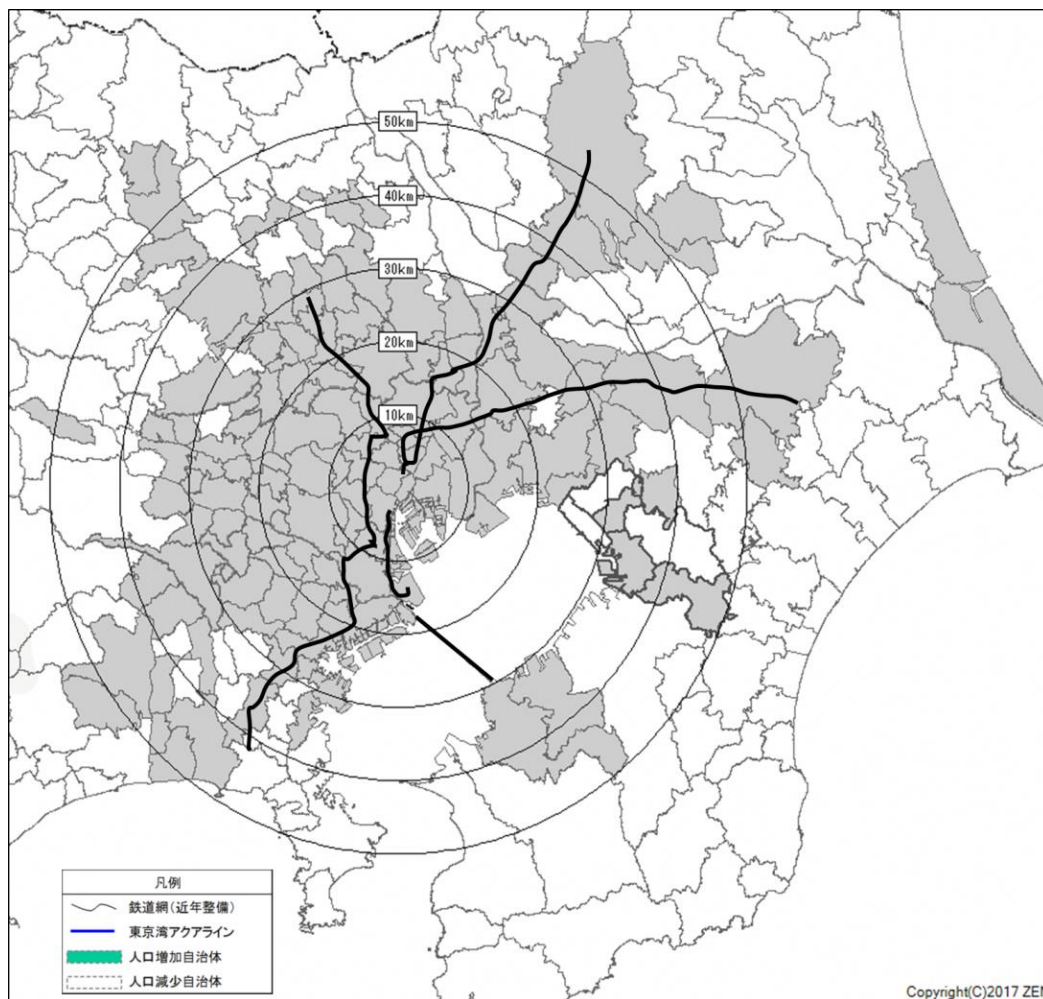 50km
40km
30km
20km
10km
凡例
鉄道網(近年整備)
東京湾アクアライン
人口増加自治体
人口減少自治体
Copyright(C)2017 ZEN